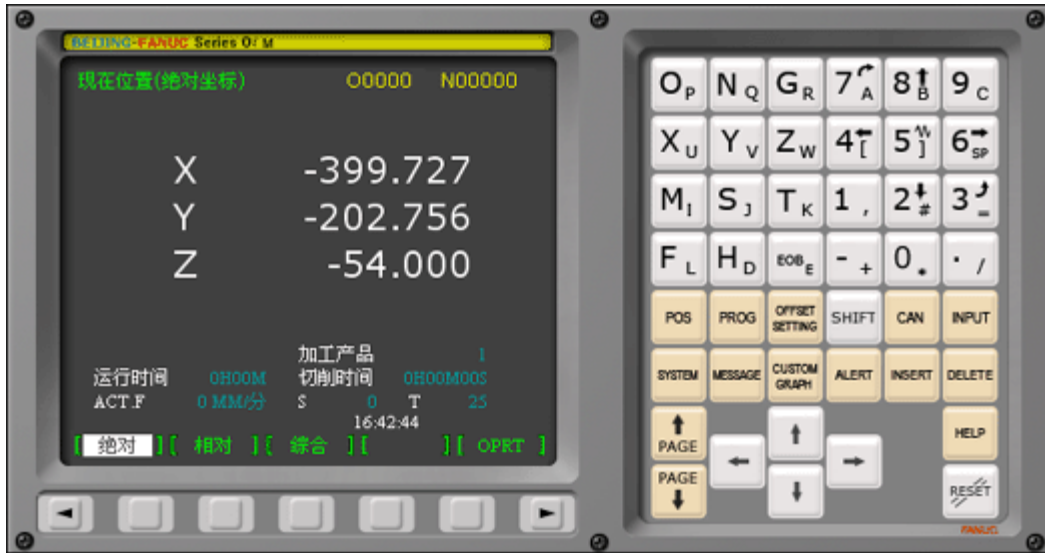 BEIJING-FANUC Series 0i M
现在位置(绝对坐标) O0000 N00000
X -399.727
Y -202.756
Z -54.000
加工产品 1
运行时间 0H00M 切削时间 0H00M00S
ACT.F 0 MM/分 S 0 T 25
16:42:44
[ 绝对 ][ 相对 ][ 综合 ][ ][ OPRT ]
O P N Q G R 7 A 8 B 9 C
X U Y V Z W 4 [ 5 ] 6 SP
M I S J T K 1 , 2 # 3 =
F L H D EOB E - + 0 * . /
POS PROG OFFSET SETTING SHIFT CAN INPUT
SYSTEM MESSAGE CUSTOM GRAPH ALERT INSERT DELETE
PAGE HELP
PAGE RESET
FANUC